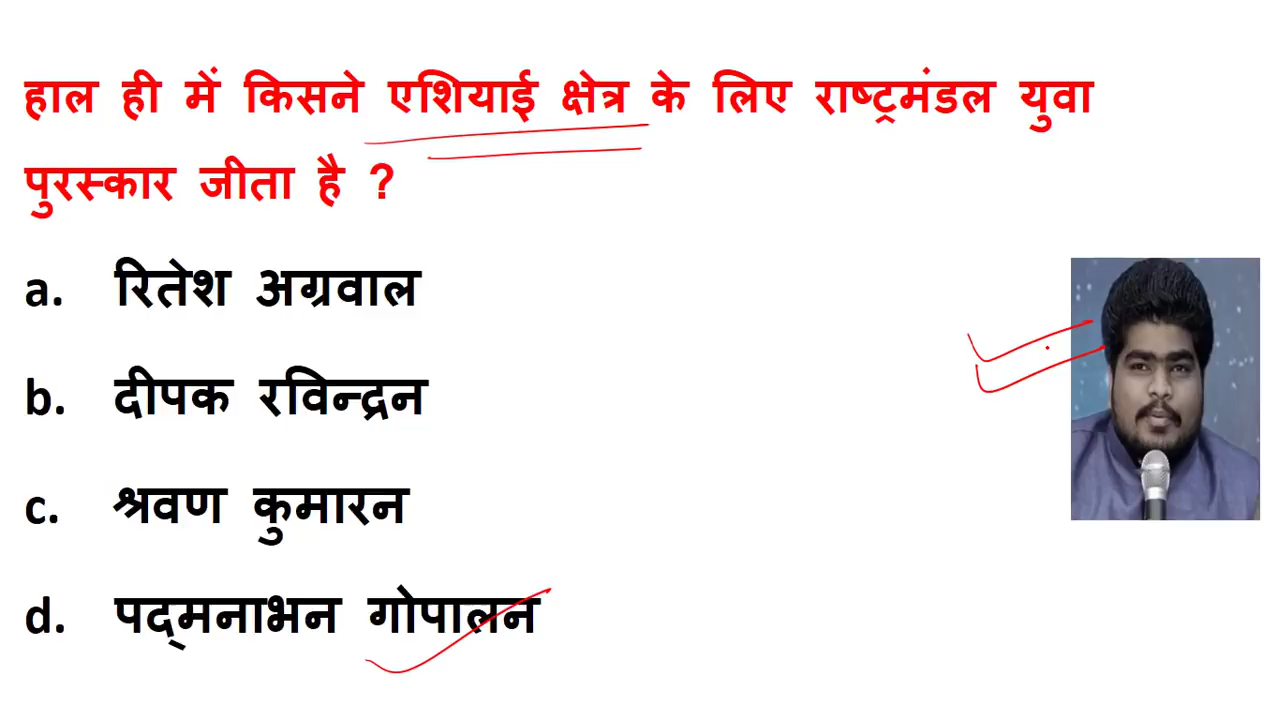 हाल ही में किसने एशियाई क्षेत्र के लिए राष्ट्रमंडल युवा
पुरस्कार जीता है ?
a. रितेश अग्रवाल
b. दीपक रविन्द्रन
c. श्रवण कुमारन
d. पद्मनाभन गोपालन